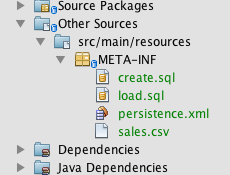 Source Packages
Other Sources
src/main/resources
META-INF
create.sql
load.sql
persistence.xml
sales.csv
Dependencies
Java Dependencies